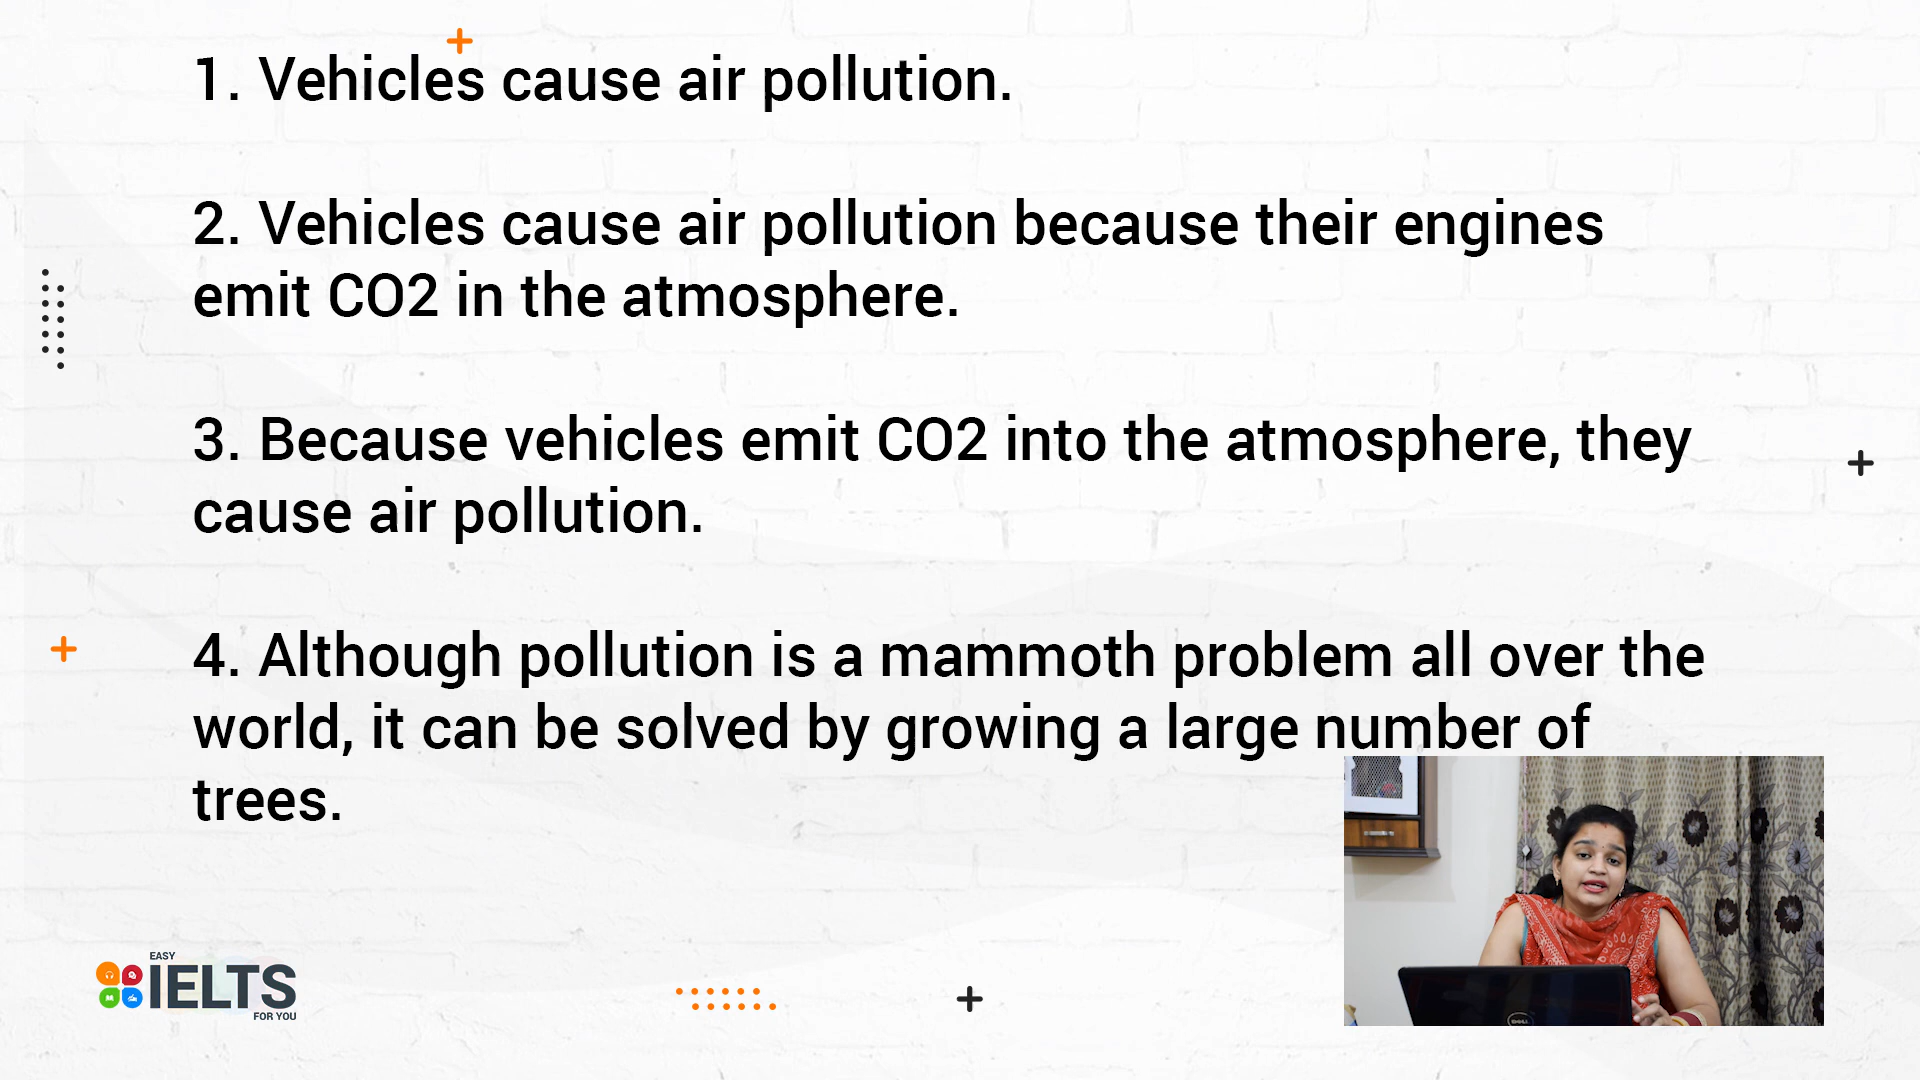 1. Vehicles cause air pollution.
2. Vehicles cause air pollution because their engines
emit CO2 in the atmosphere.
3. Because vehicles emit CO2 into the atmosphere, they
cause air pollution.
4. Although pollution is a mammoth problem all over the
world, it can be solved by growing a large number of
trees.
EASY
IELTS
FOR YOU
DELL